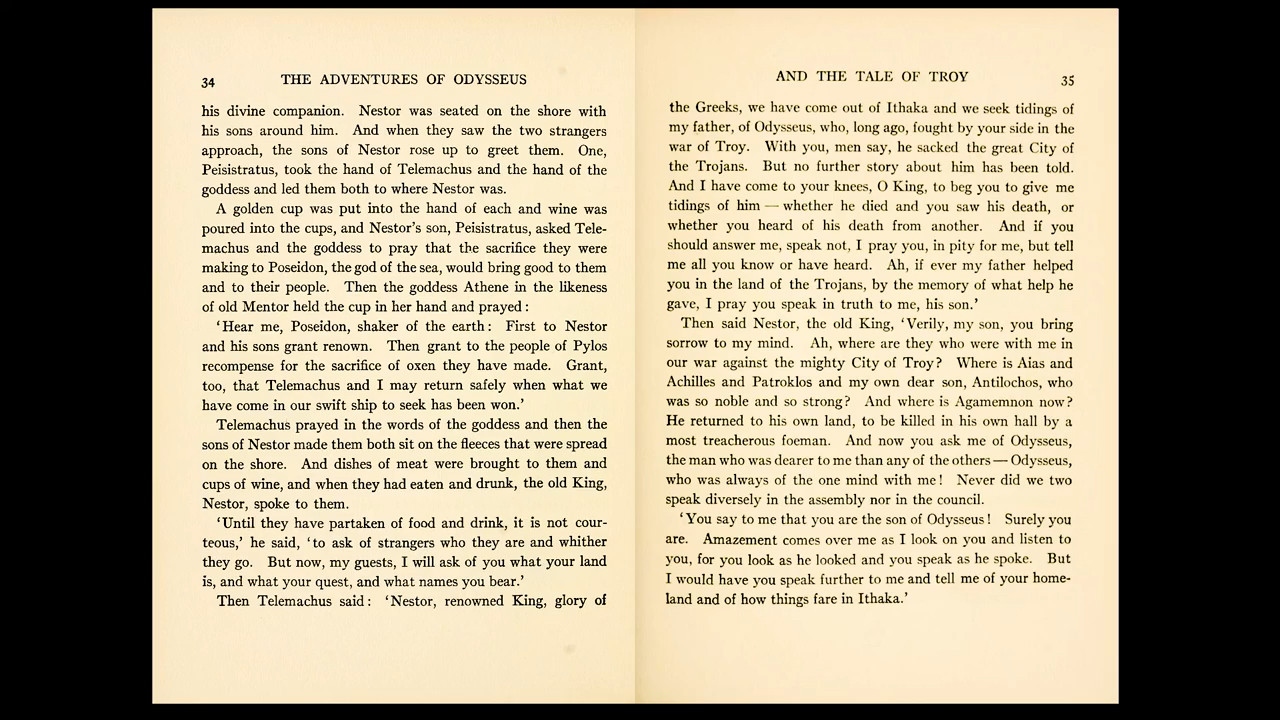 34
THE ADVENTURES OF ODYSSEUS
his divine companion. Nestor was seated on the shore with
his sons around him. And when they saw the two strangers
approach, the sons of Nestor rose up to greet them. One,
Peisistratus, took the hand of Telemachus and the hand of the
goddess and led them both to where Nestor was.
A golden cup was put into the hand of each and wine was
poured into the cups, and Nestor's son, Peisistratus, asked Tele-
machus and the goddess to pray that the sacrifice they were
making to Poseidon, the god of the sea, would bring good to them
and to their people. Then the goddess Athene in the likeness
of old Mentor held the cup in her hand and prayed:
'Hear me, Poseidon, shaker of the earth: First to Nestor
and his sons grant renown. Then grant to the people of Pylos
recompense for the sacrifice of oxen they have made. Grant,
too, that Telemachus and I may return safely when what we
have come in our swift ship to seek has been won.'
Telemachus prayed in the words of the goddess and then the
sons of Nestor made them both sit on the fleeces that were spread
on the shore. And dishes of meat were brought to them and
cups of wine, and when they had eaten and drunk, the old King,
Nestor, spoke to them.
'Until they have partaken of food and drink, it is not cour-
teous,' he said, 'to ask of strangers who they are and whither
they go. But now, my guests, I will ask of you what your land
is, and what your quest, and what names you bear.'
Then Telemachus said: 'Nestor, renowned King, glory of
AND THE TALE OF TROY
35
the Greeks, we have come out of Ithaka and we seek tidings of
my father, of Odysseus, who, long ago, fought by your side in the
war of Troy. With you, men say, he sacked the great City of
the Trojans. But no further story about him has been told.
And I have come to your knees, O King, to beg you to give me
tidings of him — whether he died and you saw his death, or
whether you heard of his death from another. And if you
should answer me, speak not, I pray you, in pity for me, but tell
me all you know or have heard. Ah, if ever my father helped
you in the land of the Trojans, by the memory of what help he
gave, I pray you speak in truth to me, his son.'
Then said Nestor, the old King, 'Verily, my son, you bring
sorrow to my mind. Ah, where are they who were with me in
our war against the mighty City of Troy? Where is Aias and
Achilles and Patroklos and my own dear son, Antilochos, who
was so noble and so strong? And where is Agamemnon now?
He returned to his own land, to be killed in his own hall by a
most treacherous foeman. And now you ask me of Odysseus,
the man who was dearer to me than any of the others — Odysseus,
who was always of the one mind with me! Never did we two
speak diversely in the assembly nor in the council.
'You say to me that you are the son of Odysseus! Surely you
are. Amazement comes over me as I look on you and listen to
you, for you look as he looked and you speak as he spoke. But
I would have you speak further to me and tell me of your home-
land and of how things fare in Ithaka.'